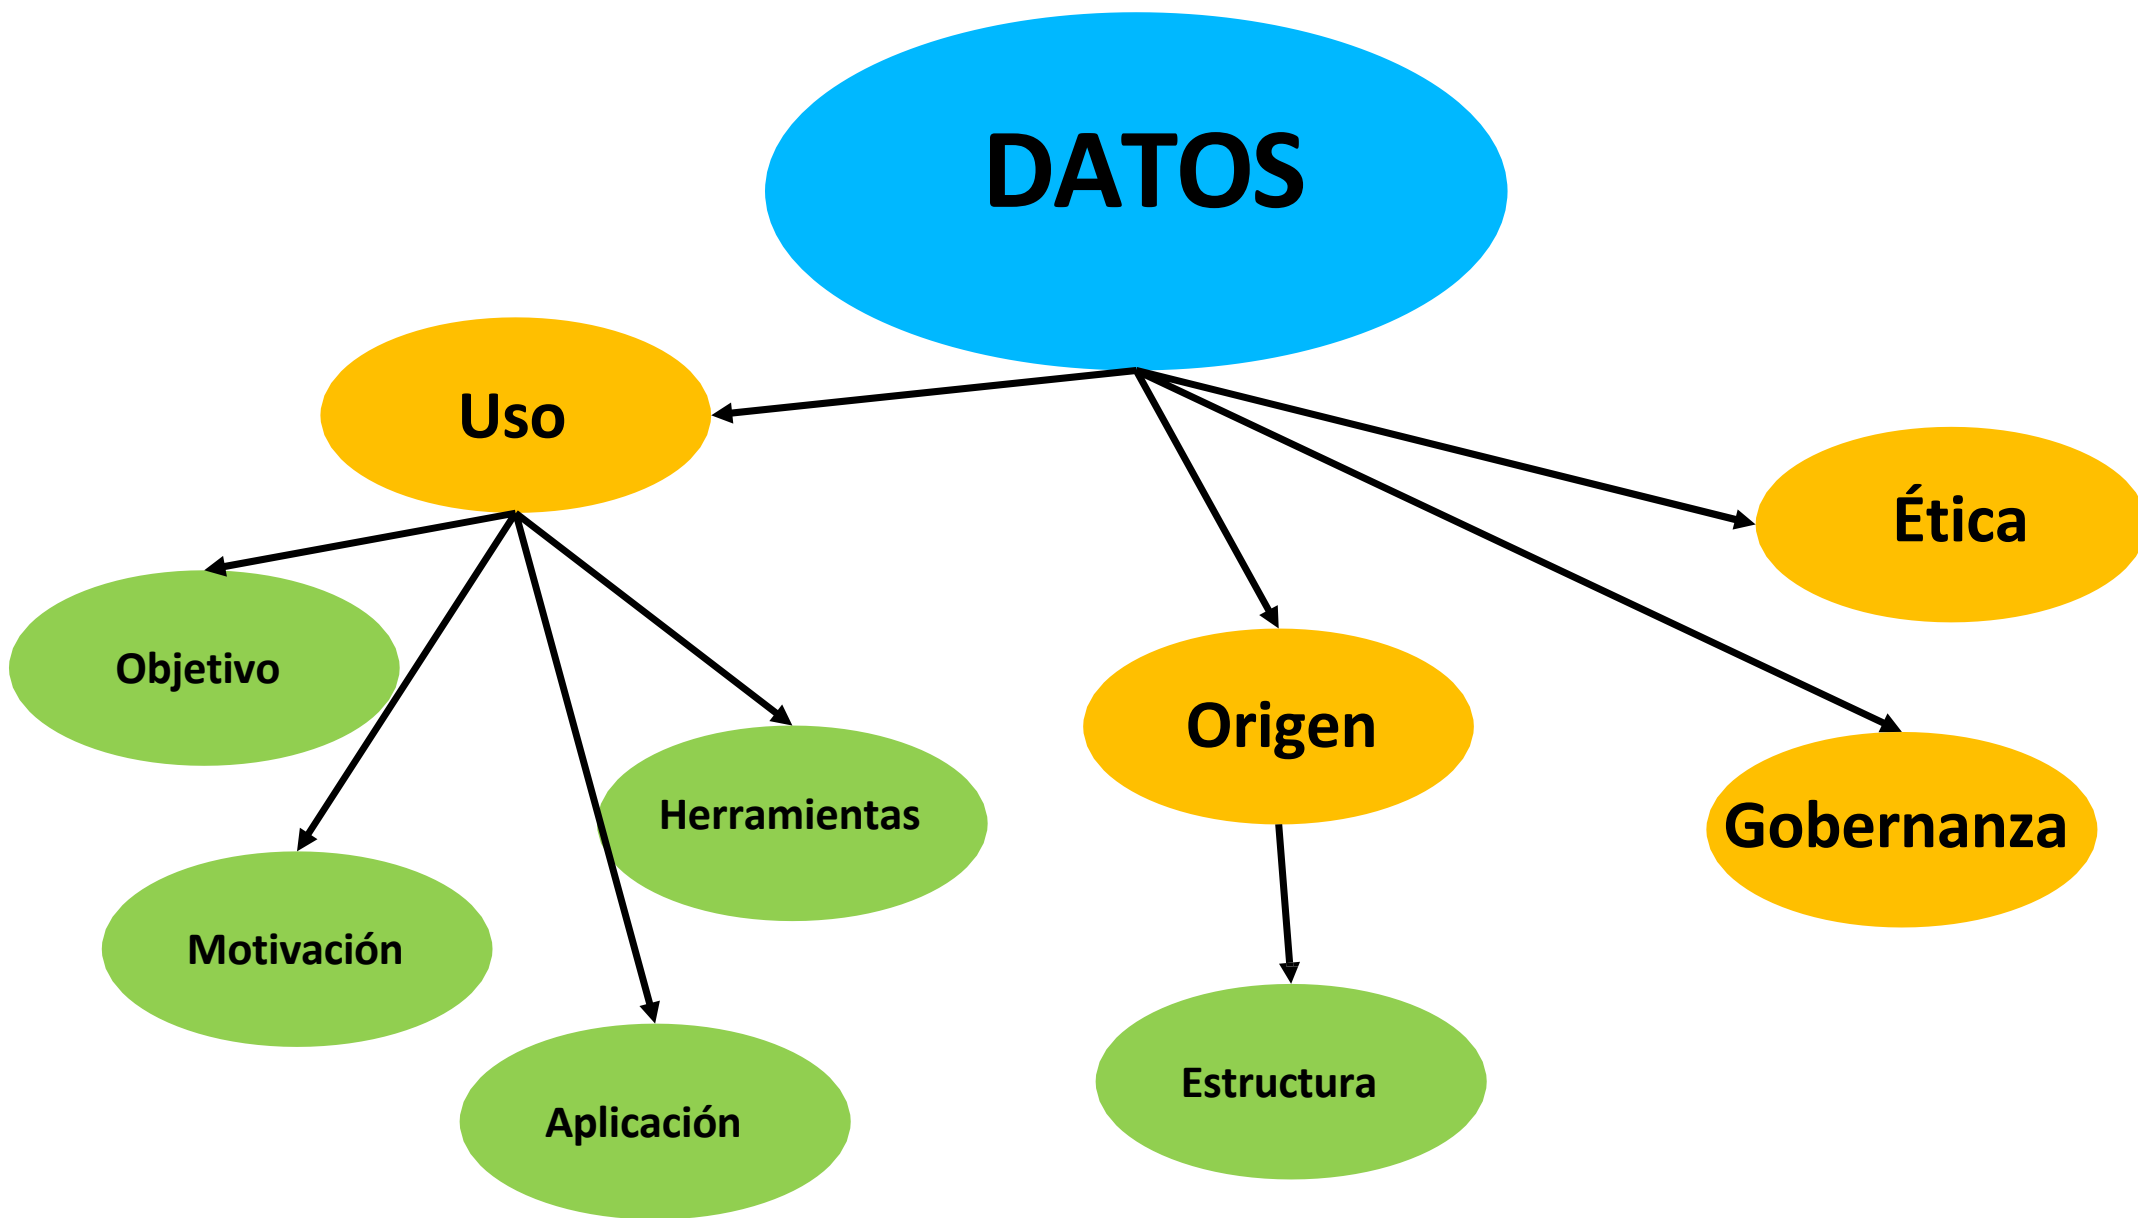 DATOS
Uso
Ética
Objetivo
Origen
Herramientas
Gobernanza
Motivación
Estructura
Aplicación